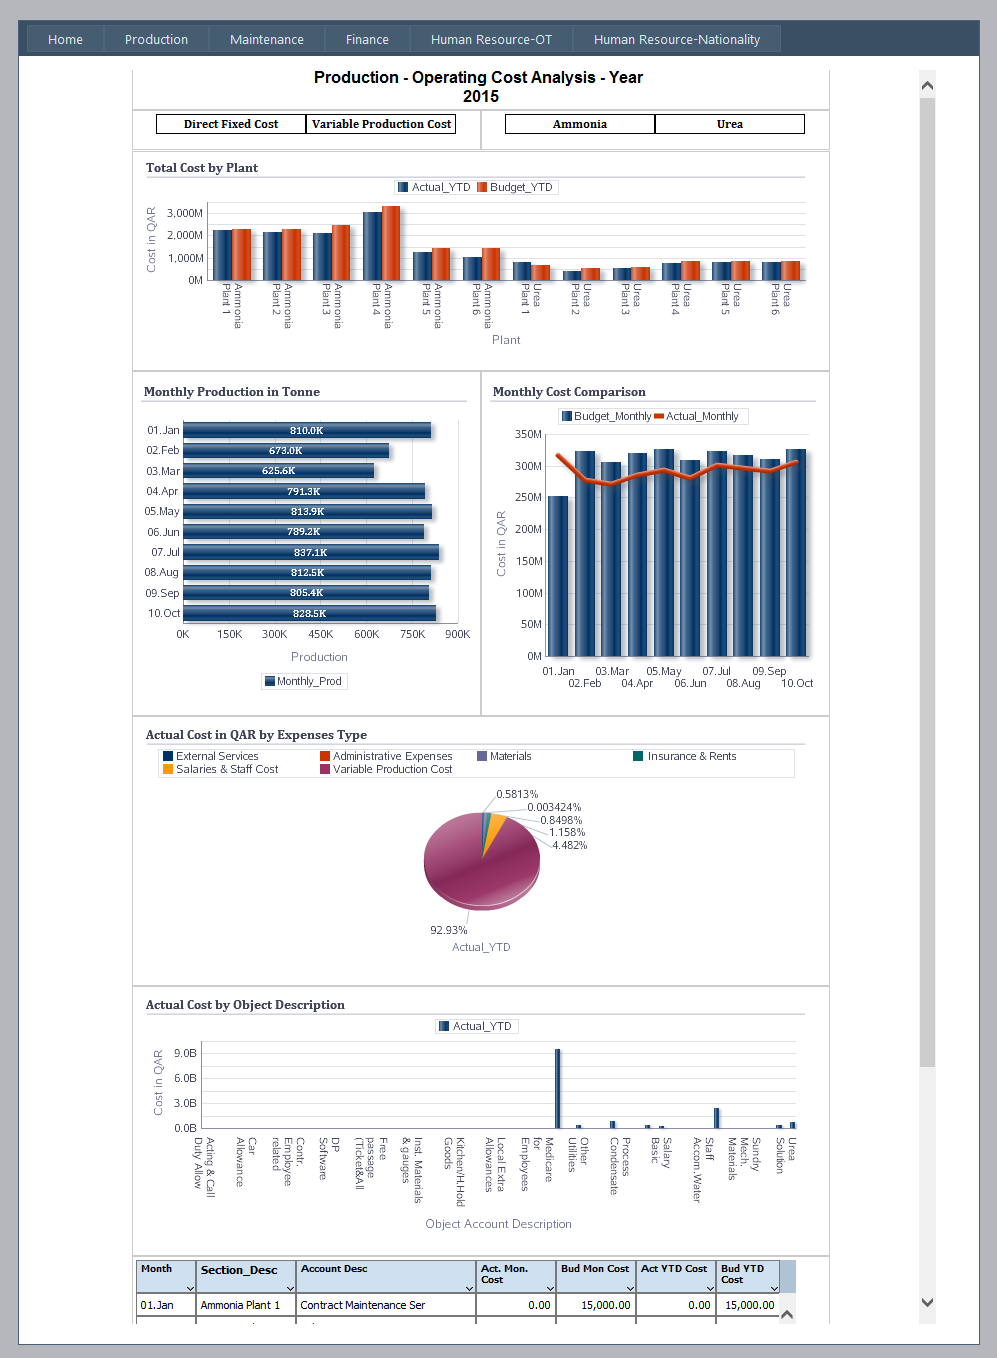 Home Production Maintenance Finance Human Resource-OT Human Resource-Nationality
Production - Operating Cost Analysis - Year
2015
Direct Fixed Cost Variable Production Cost Ammonia Urea
Total Cost by Plant
Actual_YTD Budget_YTD
Cost in QAR
3,000M
2,000M
1,000M
0M
Ammonia Plant 1
Ammonia Plant 2
Ammonia Plant 3
Ammonia Plant 4
Ammonia Plant 5
Ammonia Plant 6
Urea Plant 1
Urea Plant 2
Urea Plant 3
Urea Plant 4
Urea Plant 5
Urea Plant 6
Plant
Monthly Production in Tonne
01.Jan 810.0K
02.Feb 673.0K
03.Mar 625.6K
04.Apr 791.3K
05.May 813.9K
06.Jun 789.2K
07.Jul 837.1K
08.Aug 812.5K
09.Sep 805.4K
10.Oct 828.5K
0K 150K 300K 450K 600K 750K 900K
Production
Monthly_Prod
Monthly Cost Comparison
Budget_Monthly Actual_Monthly
Cost in QAR
350M
300M
250M
200M
150M
100M
50M
0M
01.Jan 03.Mar 05.May 07.Jul 09.Sep
02.Feb 04.Apr 06.Jun 08.Aug 10.Oct
Actual Cost in QAR by Expenses Type
External Services Administrative Expenses Materials Insurance & Rents
Salaries & Staff Cost Variable Production Cost
0.5813%
0.003424%
0.8498%
1.158%
4.482%
92.93%
Actual_YTD
Actual Cost by Object Description
Actual_YTD
Cost in QAR
9.0B
6.0B
3.0B
0.0B
Acting & Call
Duty Allow
Car
Allowance
Contr.
Employee
related
DP
Software
Free
passage
(Ticket&All
Inst. Materials
& gauges
Kitchen/H.Hold
Goods
Local Extra
Allowances
Medicare
for
Employees
Other
Utilities
Process
Condensate
Salary
Basic
Staff
Accom.Water
Sundry
Mech.
Materials
Urea
Solution
Object Account Description
Month Section_Desc Account Desc Act. Mon. Cost Bud Mon Cost Act YTD Cost Bud YTD Cost
01.Jan Ammonia Plant 1 Contract Maintenance Ser 0.00 15,000.00 0.00 15,000.00